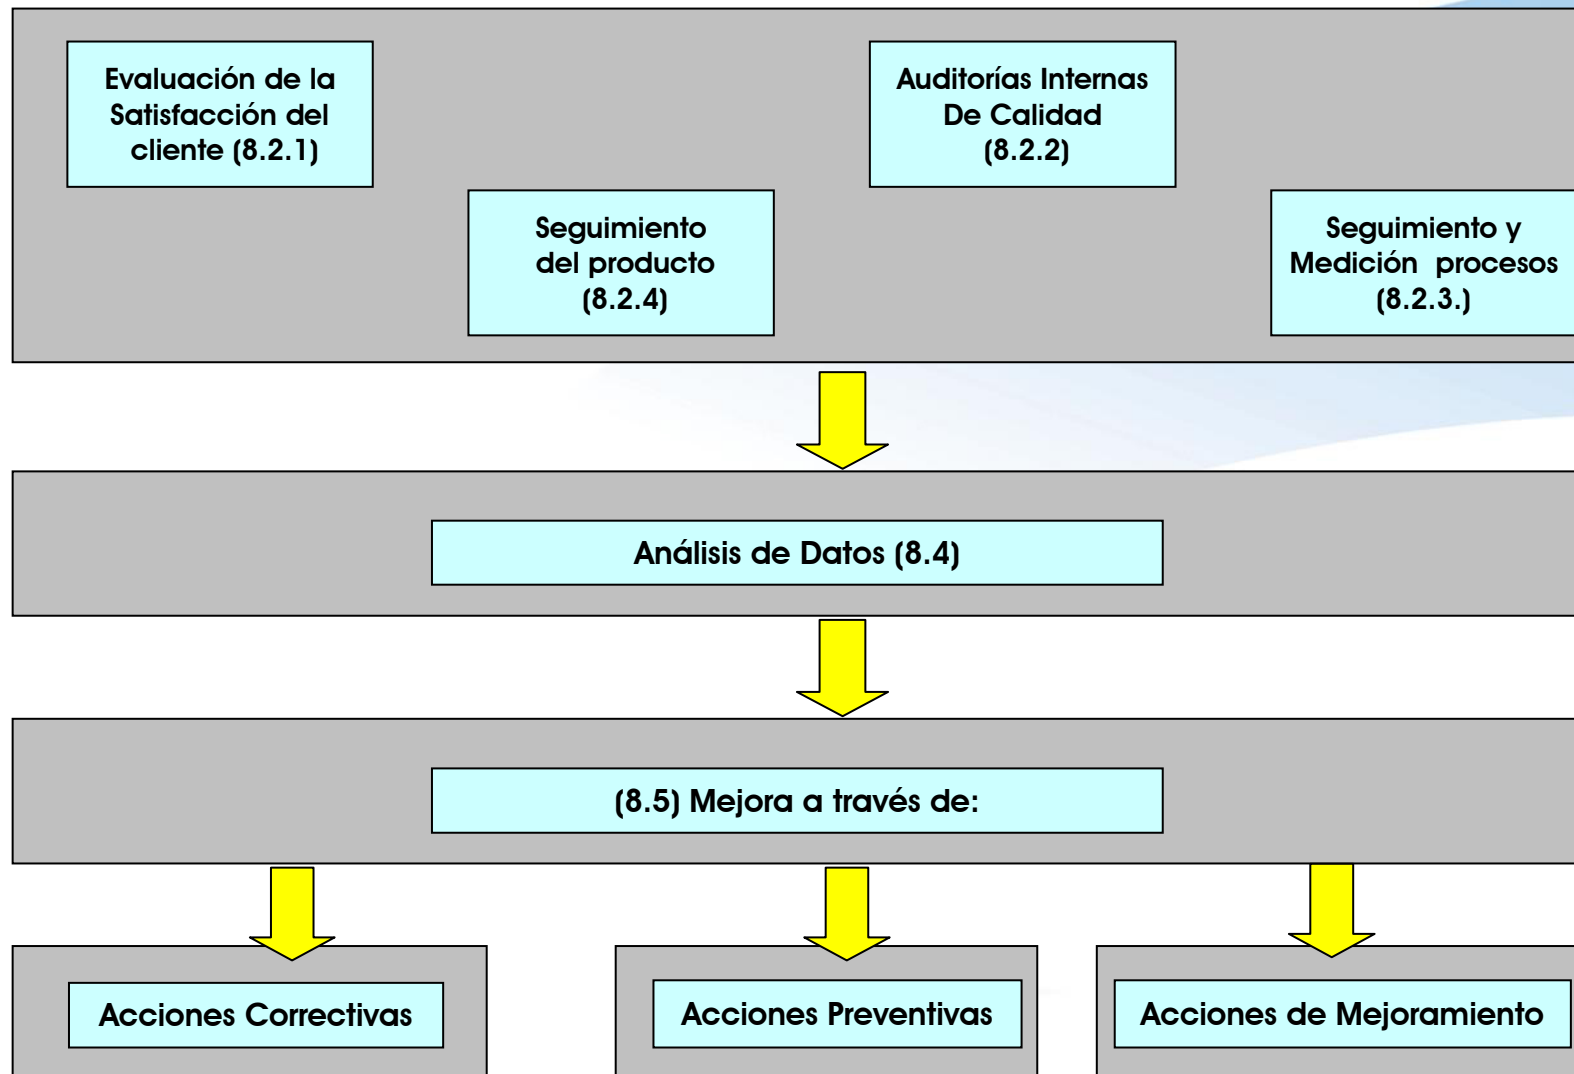 Evaluación de la
Satisfacción del
cliente (8.2.1)
Auditorías Internas
De Calidad
(8.2.2)
Seguimiento
del producto
(8.2.4)
Seguimiento y
Medición procesos
(8.2.3.)
Análisis de Datos (8.4)
(8.5) Mejora a través de:
Acciones Correctivas
Acciones Preventivas
Acciones de Mejoramiento